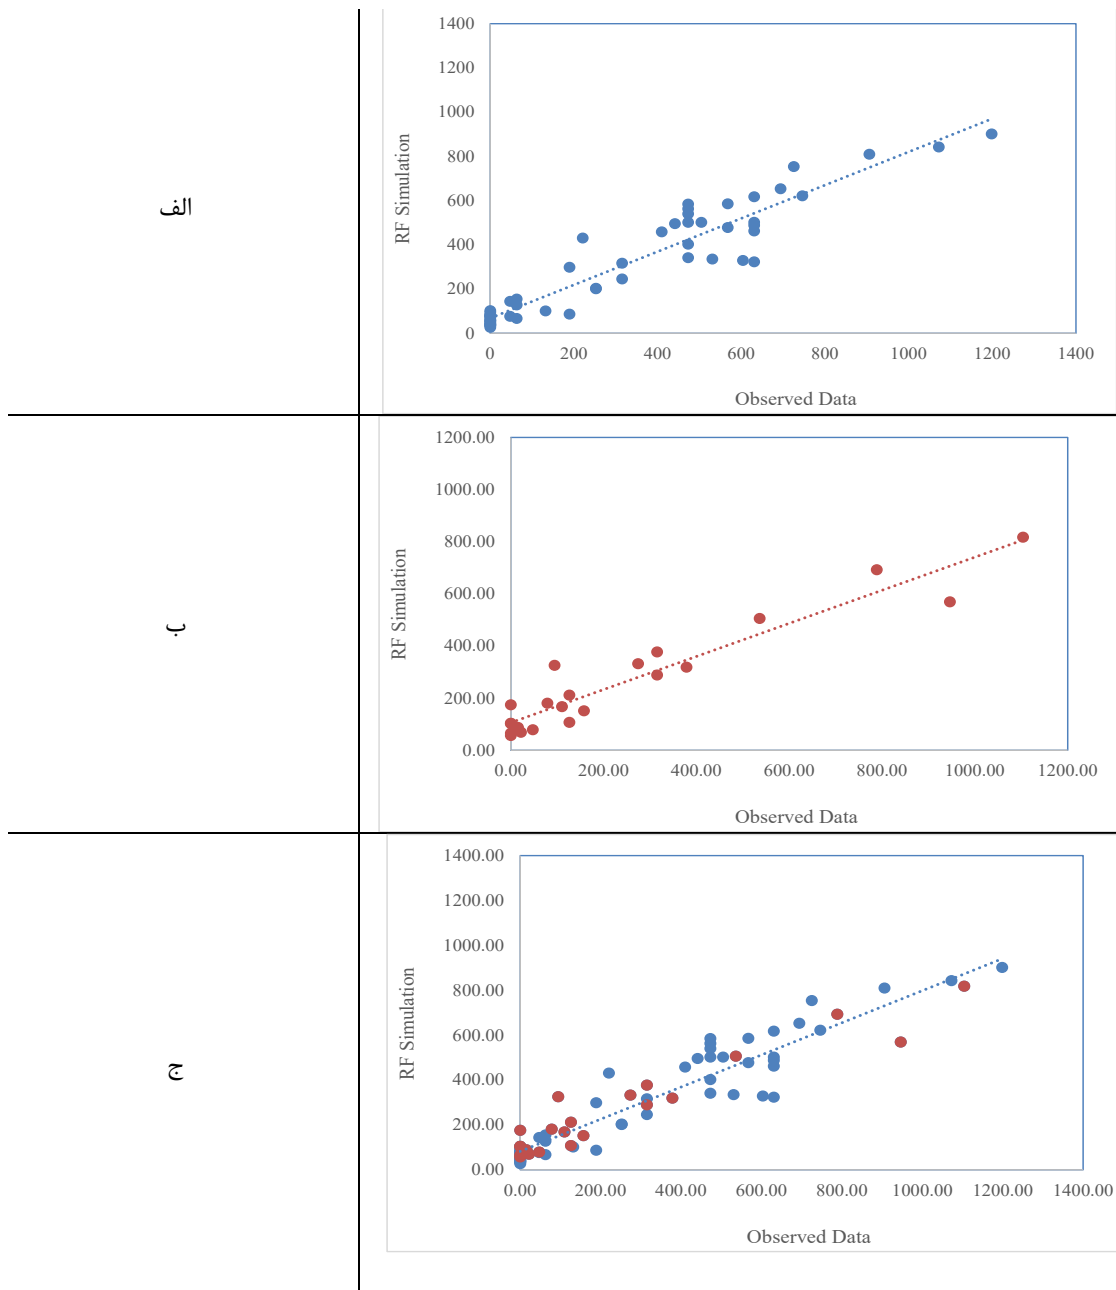 الف
1400
1200
1000
800
600
400
200
0
RF Simulation
0 200 400 600 800 1000 1200 1400
Observed Data
ب
1200.00
1000.00
800.00
600.00
400.00
200.00
0.00
RF Simulation
0.00 200.00 400.00 600.00 800.00 1000.00 1200.00
Observed Data
ج
1400.00
1200.00
1000.00
800.00
600.00
400.00
200.00
0.00
RF Simulation
0.00 200.00 400.00 600.00 800.00 1000.00 1200.00 1400.00
Observed Data